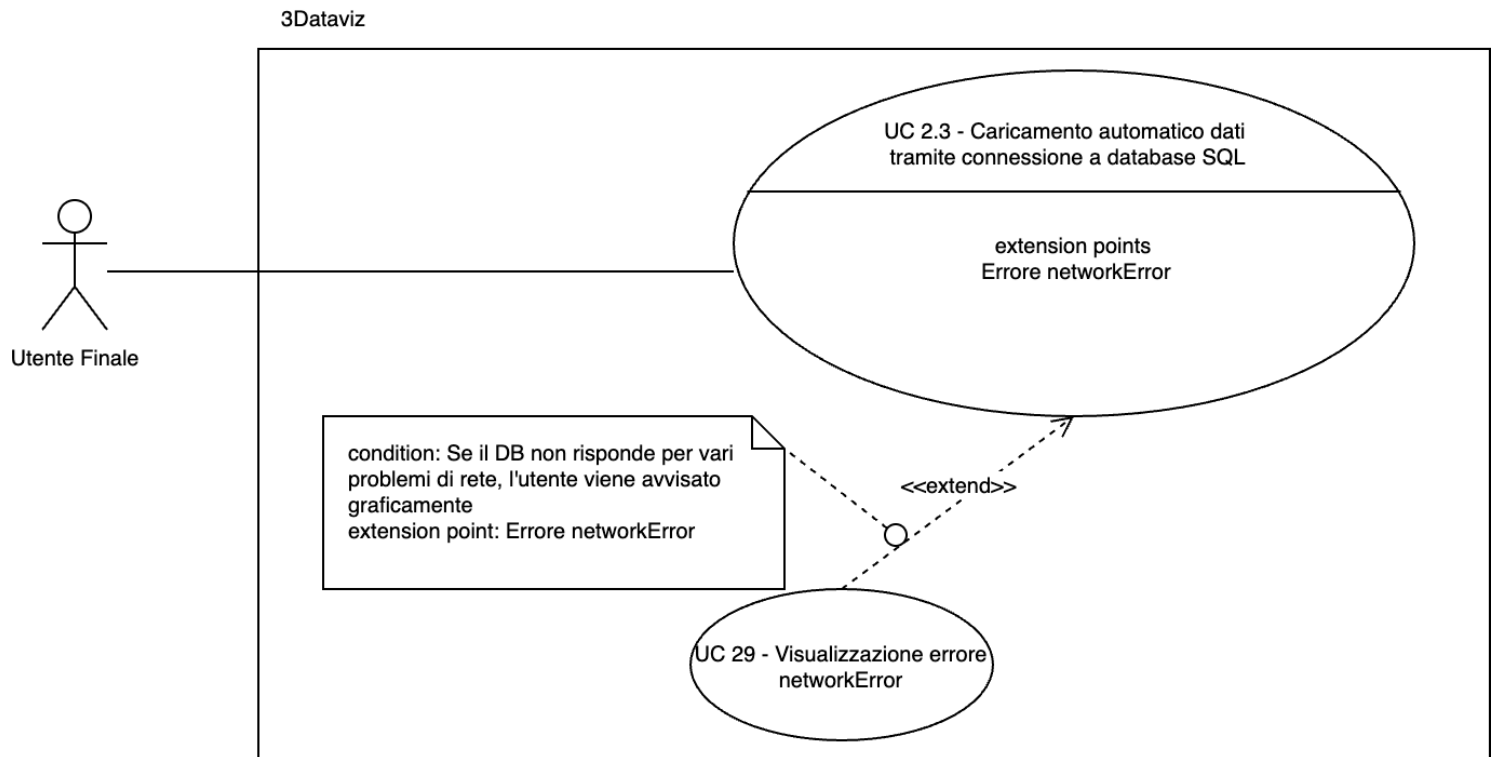 3Dataviz
UC 2.3 - Caricamento automatico dati
tramite connessione a database SQL
extension points
Errore networkError
Utente Finale
condition: Se il DB non risponde per vari
problemi di rete, l'utente viene avvisato
graficamente
extension point: Errore networkError
<<extend>>
UC 29 - Visualizzazione errore
networkError